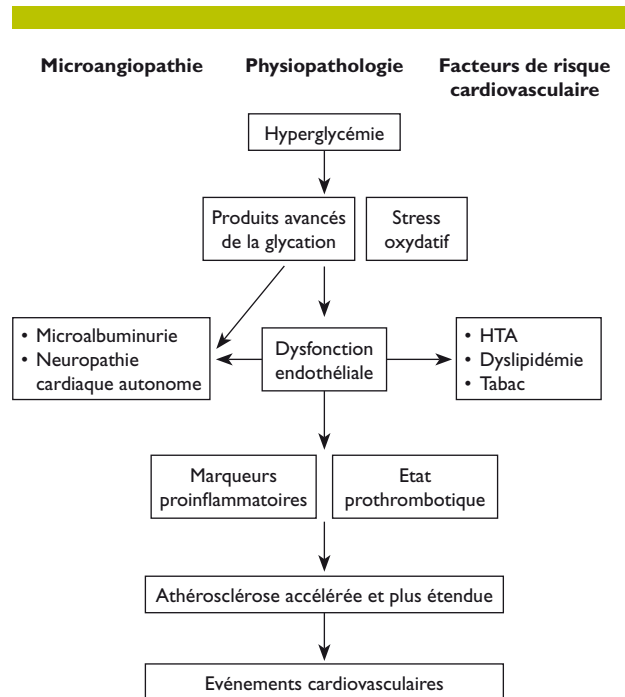 Microangiopathie
Physiopathologie
Facteurs de risque
cardiovasculaire
Hyperglycémie
Produits avancés
de la glycation
Stress
oxydatif
• Microalbuminurie
• Neuropathie
cardiaque autonome
Dysfonction
endothéliale
• HTA
• Dyslipidémie
• Tabac
Marqueurs
proinflammatoires
Etat
prothrombotique
Athérosclérose accélérée et plus étendue
Evénements cardiovasculaires